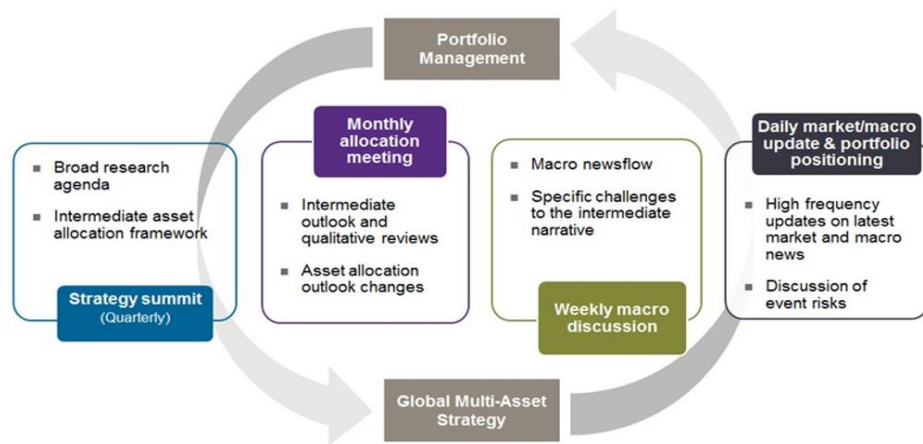 Portfolio
Management
Broad research
agenda
Intermediate asset
allocation framework
Strategy summit
(Quarterly)
Monthly
allocation
meeting
Intermediate
outlook and
qualitative reviews
Asset allocation
outlook changes
Macro newsflow
Specific challenges
to the intermediate
narrative
Weekly macro
discussion
Daily market/macro
update & portfolio
positioning
High frequency
updates on latest
market and macro
news
Discussion of
event risks
Global Multi-Asset
Strategy